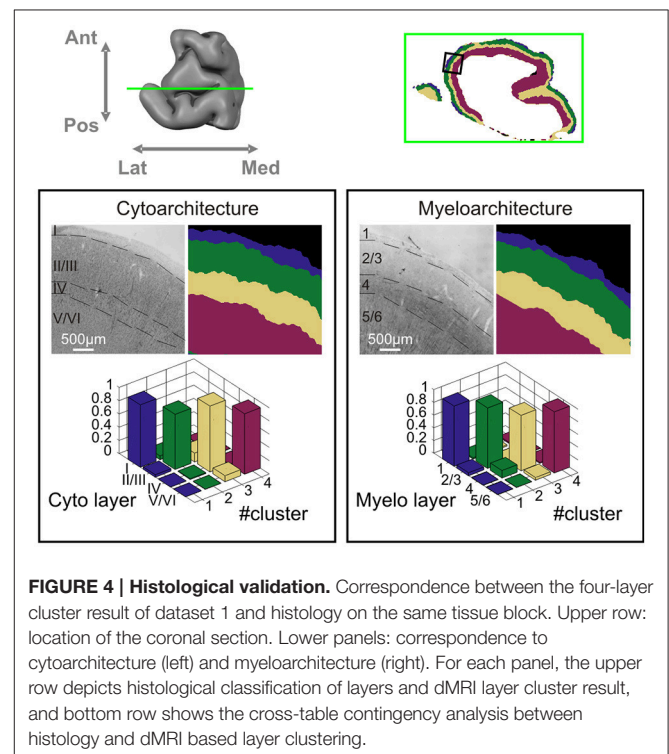 Ant
Pos
Lat Med
Cytoarchitecture
I
II/III
IV
V/VI
500μm
1
0.8
0.6
0.4
0.2
0
I
II/III
IV
V/VI
Cyto layer
1
2
3
4
#cluster
Myeloarchitecture
1
2/3
4
5/6
500μm
1
0.8
0.6
0.4
0.2
0
1
2/3
4
5/6
Myelo layer
1
2
3
4
#cluster
FIGURE 4 | Histological validation. Correspondence between the four-layer
cluster result of dataset 1 and histology on the same tissue block. Upper row:
location of the coronal section. Lower panels: correspondence to
cytoarchitecture (left) and myeloarchitecture (right). For each panel, the upper
row depicts histological classification of layers and dMRI layer cluster result,
and bottom row shows the cross-table contingency analysis between
histology and dMRI based layer clustering.